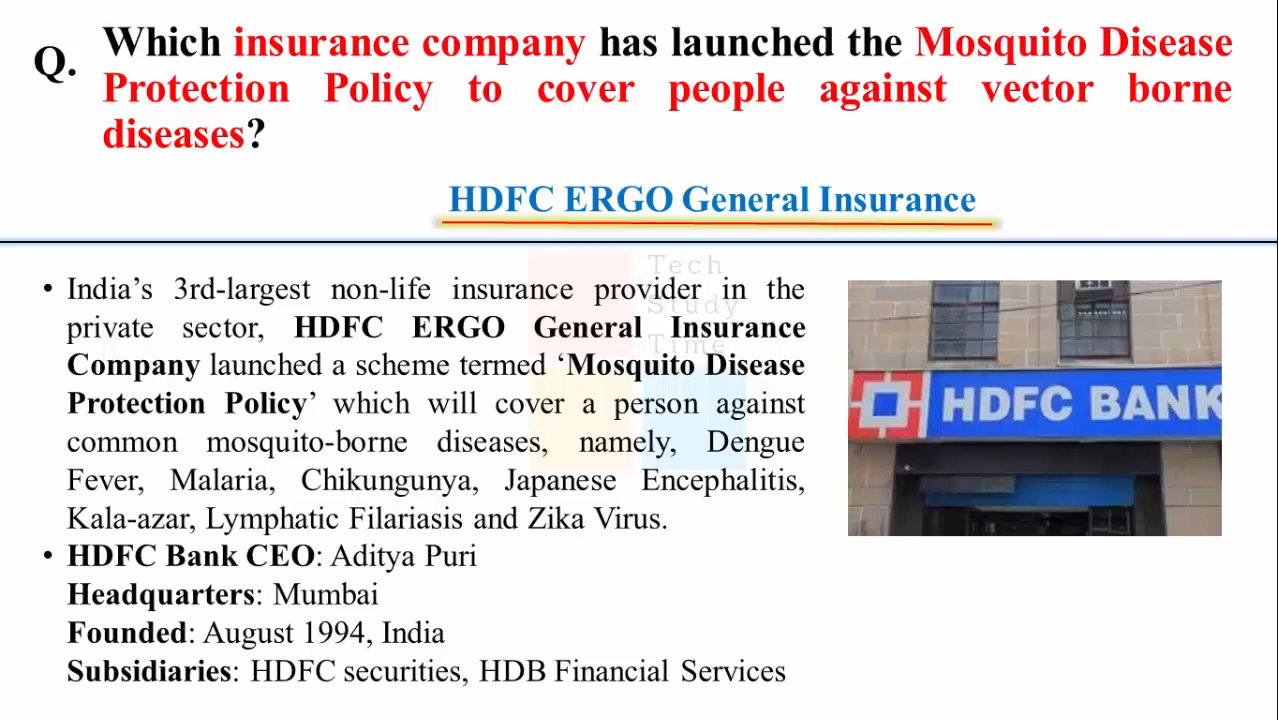 Q.
Which insurance company has launched the Mosquito Disease
Protection Policy to cover people against vector borne
diseases?
HDFC ERGO General Insurance
Tech
Study
Time
• India’s 3rd-largest non-life insurance provider in the
private sector, HDFC ERGO General Insurance
Company launched a scheme termed ‘Mosquito Disease
Protection Policy’ which will cover a person against
common mosquito-borne diseases, namely, Dengue
Fever, Malaria, Chikungunya, Japanese Encephalitis,
Kala-azar, Lymphatic Filariasis and Zika Virus.
• HDFC Bank CEO: Aditya Puri
Headquarters: Mumbai
Founded: August 1994, India
Subsidiaries: HDFC securities, HDB Financial Services
HDFC BANK